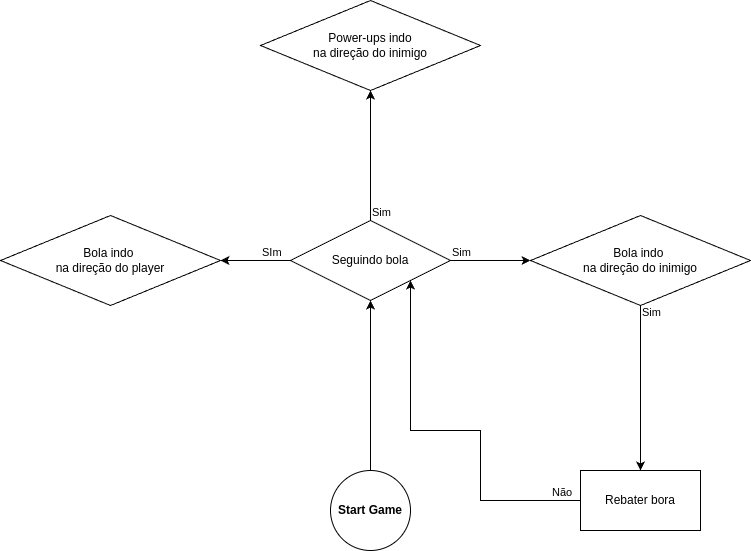 Power-ups indo
na direção do inimigo
Sim
Bola indo
na direção do player
SIm
Seguindo bola
Sim
Bola indo
na direção do inimigo
Sim
Start Game
Não
Rebater bora